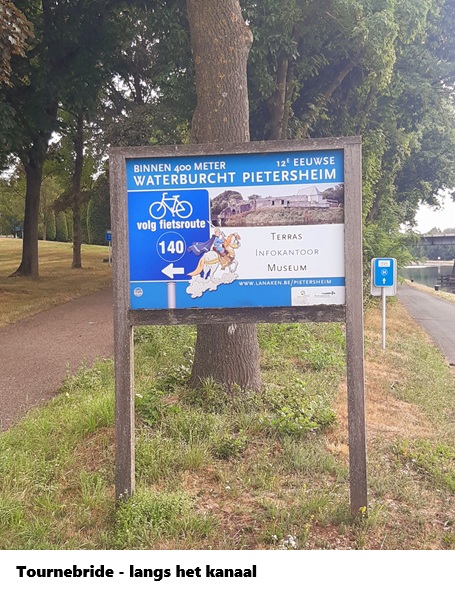 BINNEN 400 METER
12E EEUWSE
WATERBURCHT PIETERSHEIM
volg fietsroute
140
TERRAS
INFOKANTOOR
MUSEUM
WWW.LANAKEN.BE/PIETERSHEIM
Tournebride - langs het kanaal